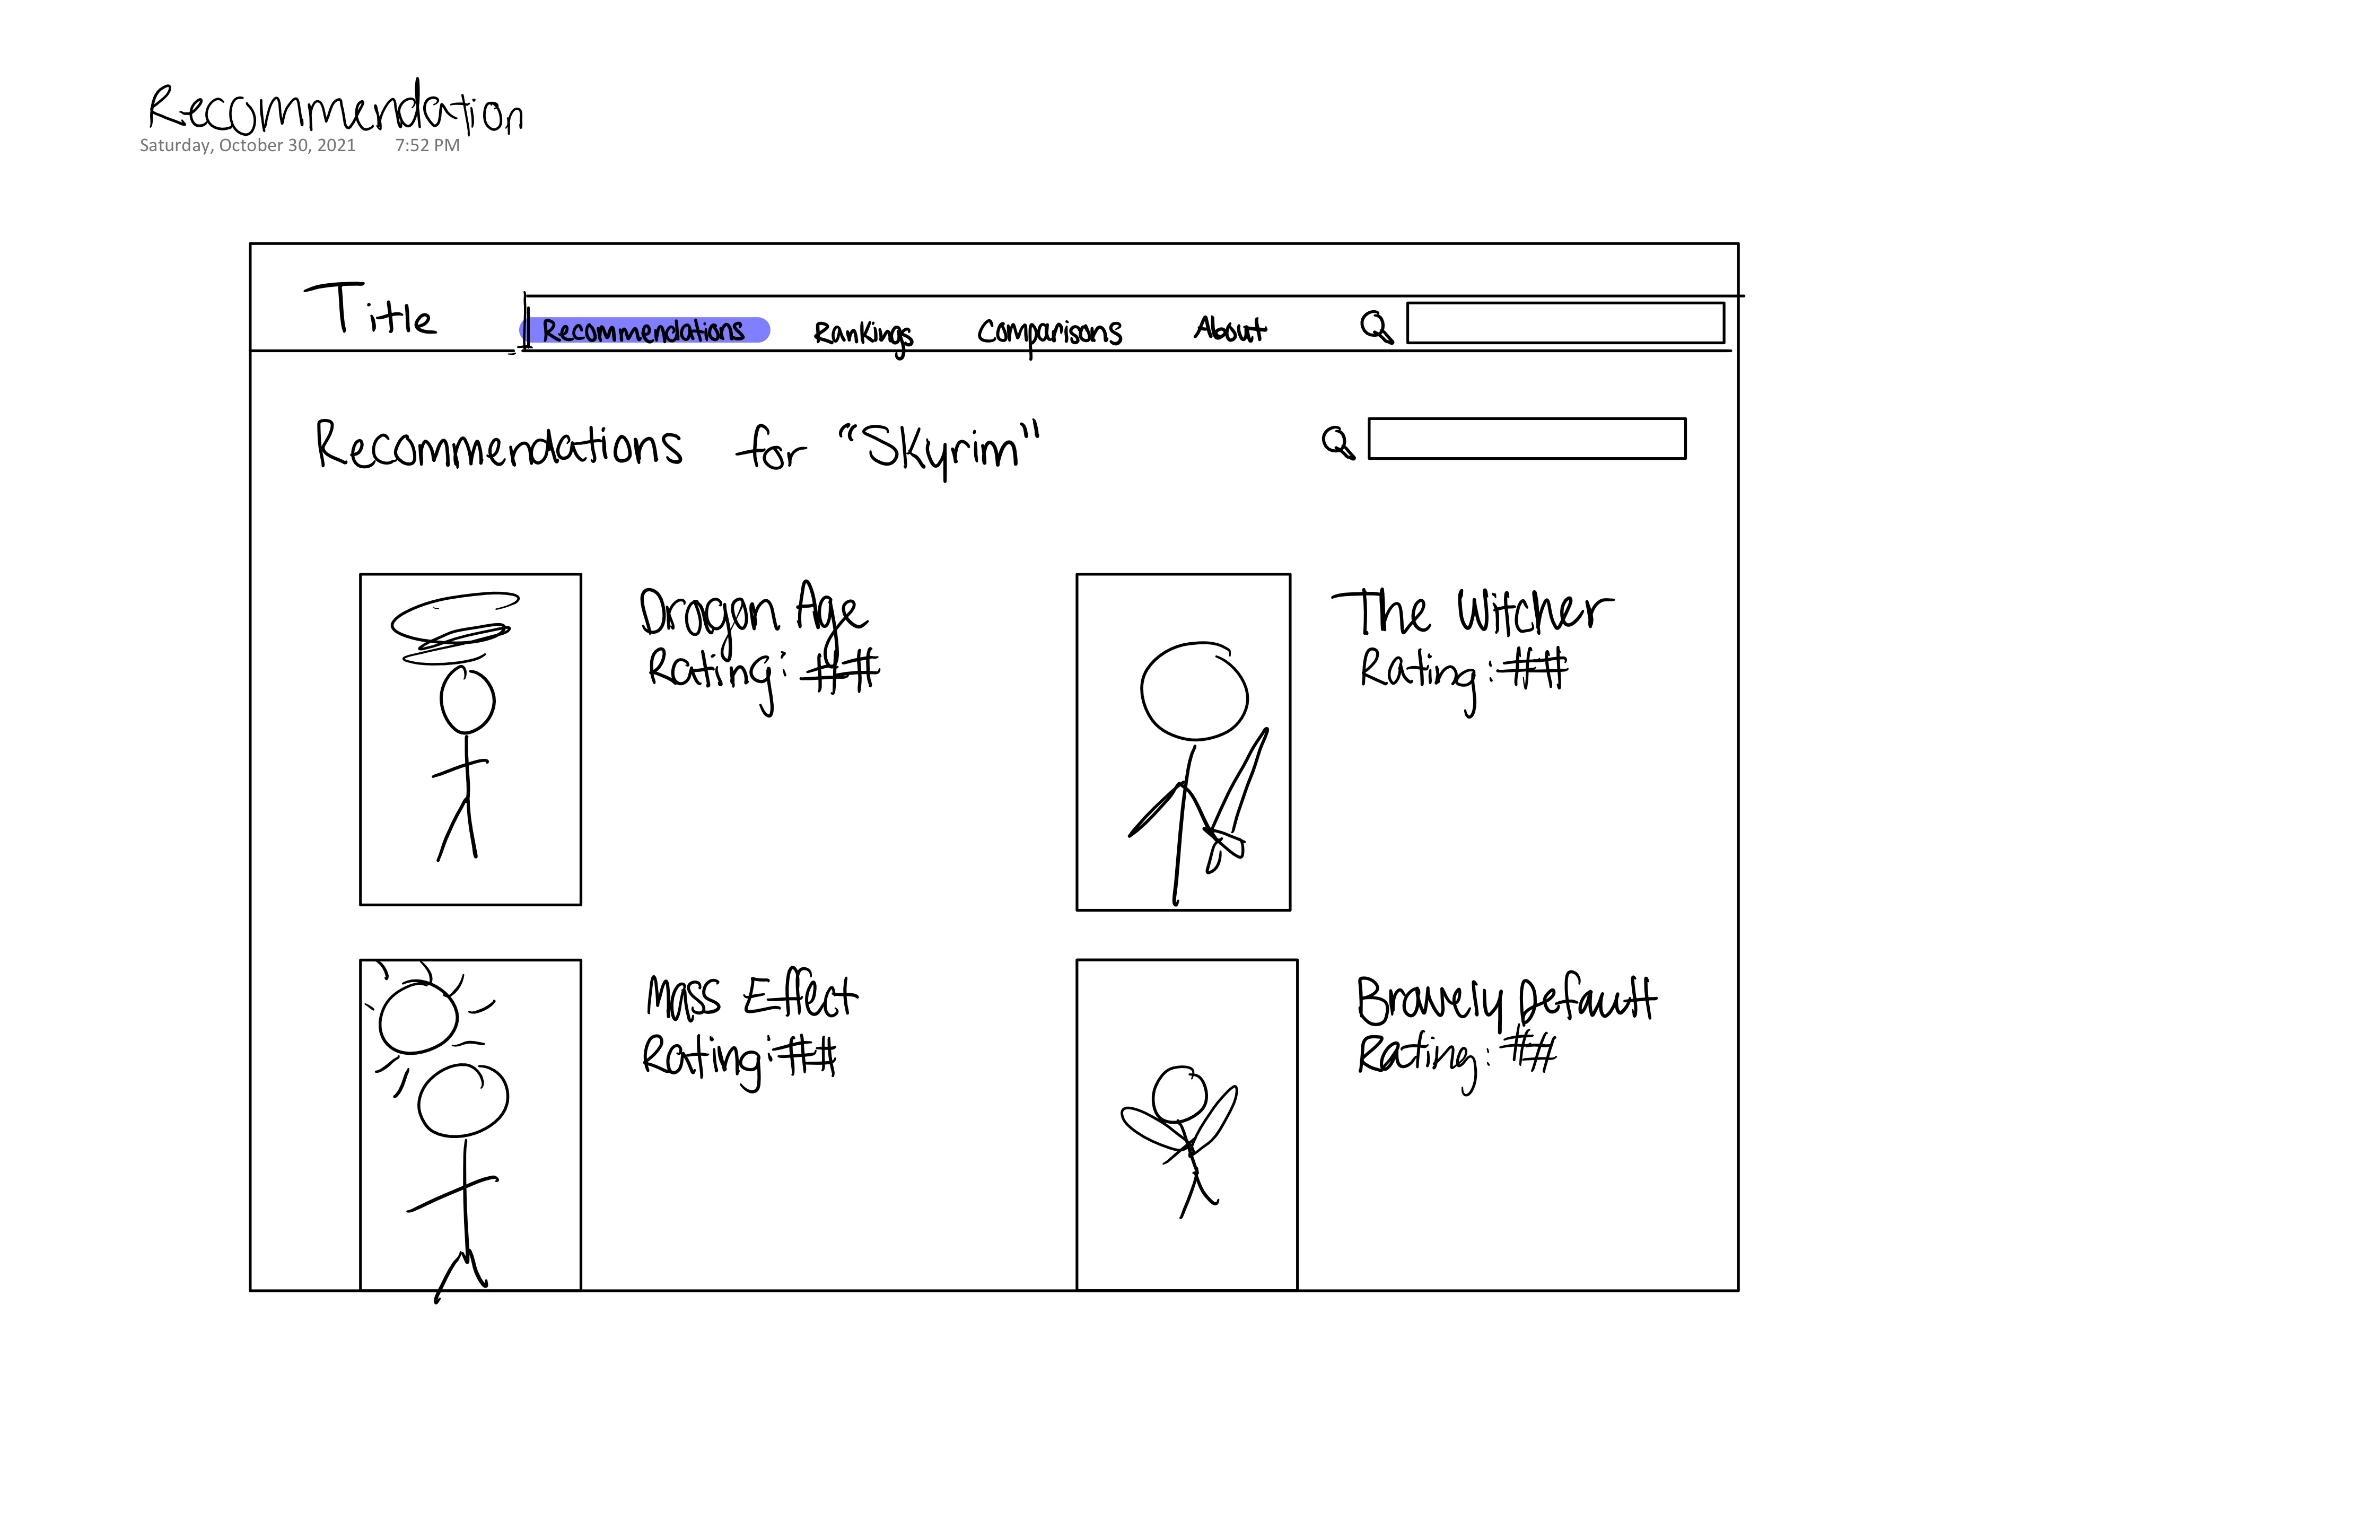 Recommendation
Saturday, October 30, 2021 7:52 PM
Title
Recommendations Rankings Comparisons About
Recommendations for "Skyrim"
Dragon Age
Rating: ##
The Witcher
Rating: ##
Mass Effect
Rating: ##
Bravely Default
Rating: ##